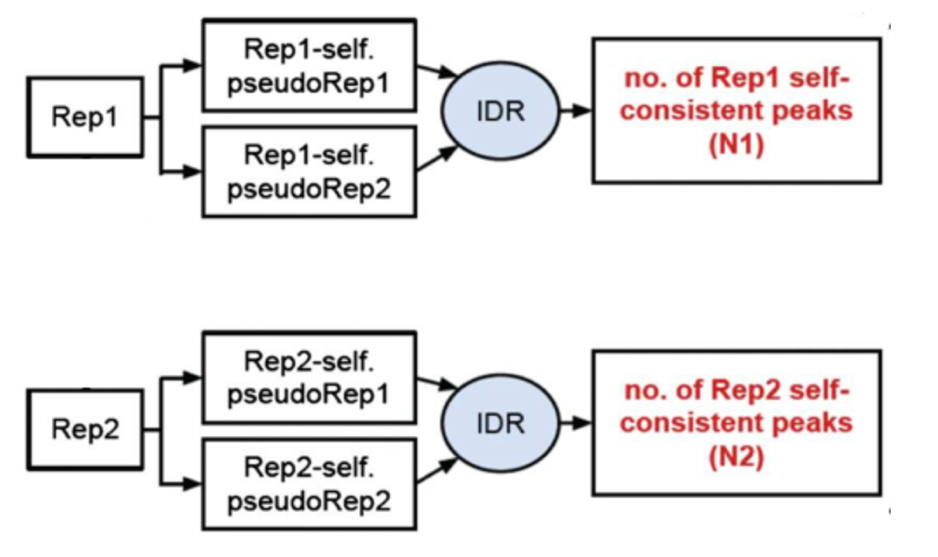 Rep1
Rep1-self.
pseudoRep1
Rep1-self.
pseudoRep2
IDR
no. of Rep1 self-
consistent peaks
(N1)
Rep2
Rep2-self.
pseudoRep1
Rep2-self.
pseudoRep2
IDR
no. of Rep2 self-
consistent peaks
(N2)